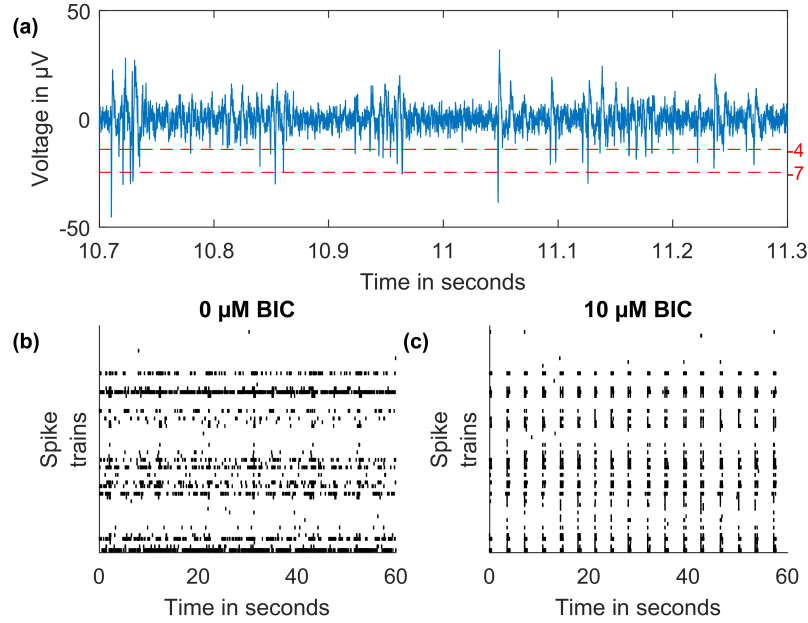 (a)
50
0
-50
Voltage in µV
-4
-7
10.7 10.8 10.9 11 11.1 11.2 11.3
Time in seconds
(b)
0 µM BIC
Spike
trains
0 20 40 60
Time in seconds
(c)
10 µM BIC
Spike
trains
0 20 40 60
Time in seconds